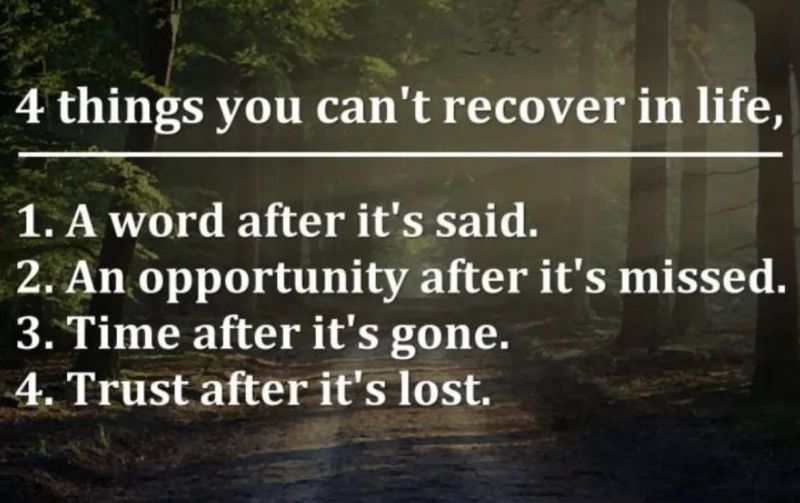 4 things you can't recover in life,
1. A word after it's said.
2. An opportunity after it's missed.
3. Time after it's gone.
4. Trust after it's lost.